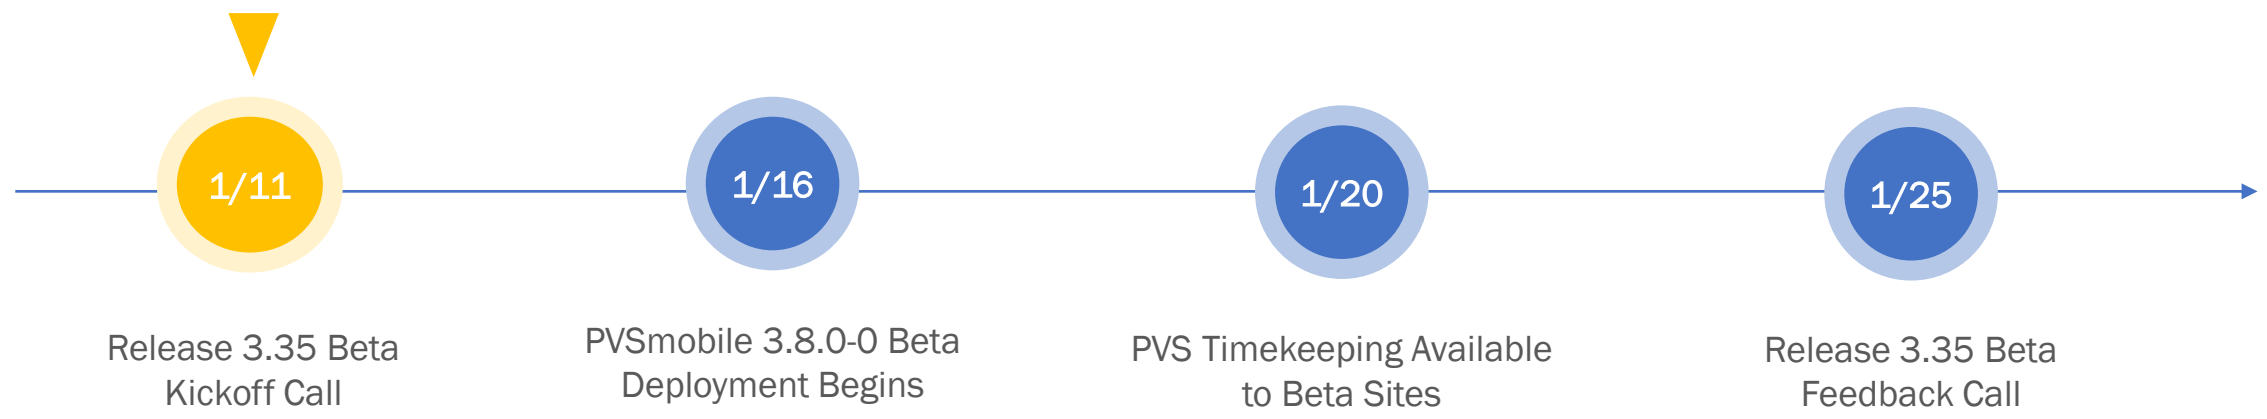 1/11
1/16
1/20
1/25
Release 3.35 Beta
Kickoff Call
PVSmobile 3.8.0-0 Beta
Deployment Begins
PVS Timekeeping Available
to Beta Sites
Release 3.35 Beta
Feedback Call